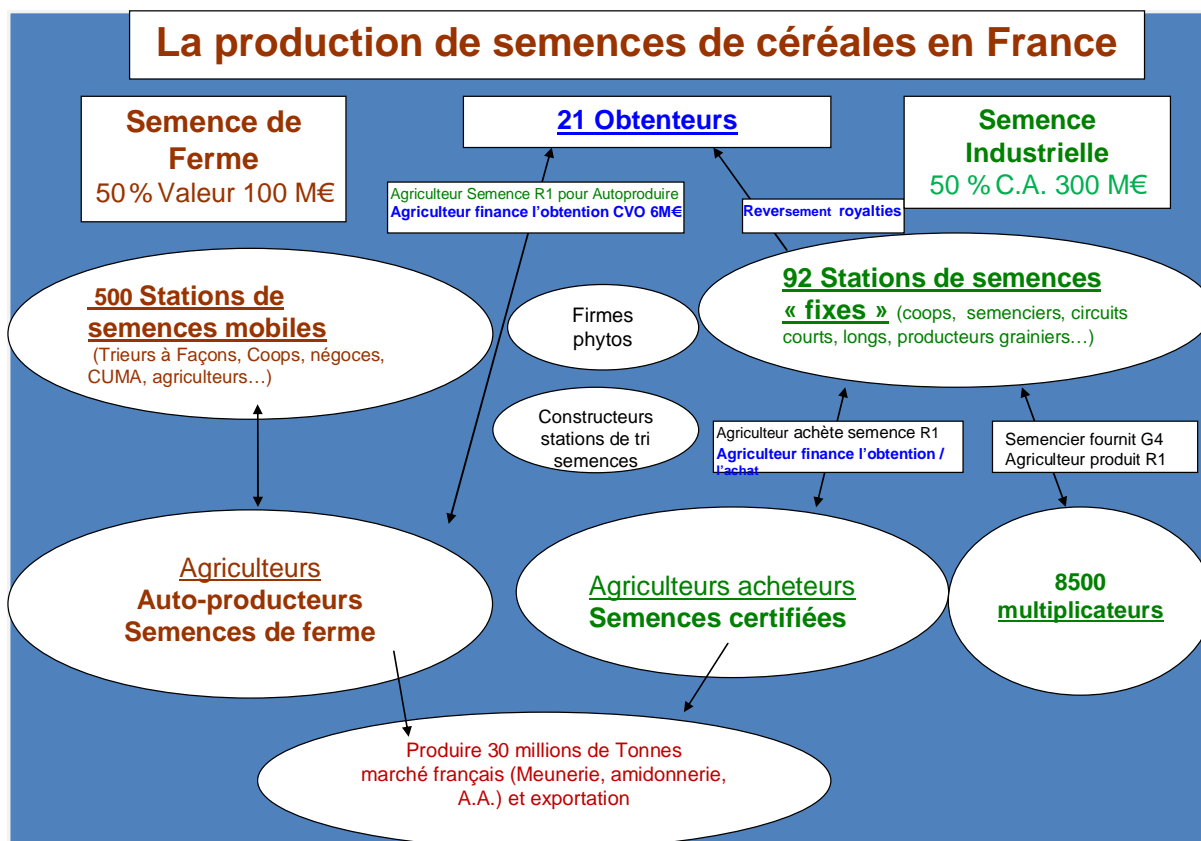 La production de semences de céréales en France
Semence de
Ferme
50 % Valeur 100 M€
21 Obtenteurs
Semence
Industrielle
50 % C.A. 300 M€
Agriculteur Semence R1 pour Autoproduire
Agriculteur finance l'obtention CVO 6M€
Reversement royalties
500 Stations de
semences mobiles
(Trieurs à Façons, Coops, négoces,
CUMA, agriculteurs…)
Firmes
phytos
92 Stations de semences
« fixes » (coops, semenciers, circuits
courts, longs, producteurs grainiers…)
Constructeurs
stations de tri
semences
Agriculteur achète semence R1
Agriculteur finance l'obtention /
l'achat
Semencier fournit G4
Agriculteur produit R1
Agriculteurs
Auto-producteurs
Semences de ferme
Agriculteurs acheteurs
Semences certifiées
8500
multiplicateurs
Produire 30 millions de Tonnes
marché français (Meunerie, amidonnerie,
A.A.) et exportation